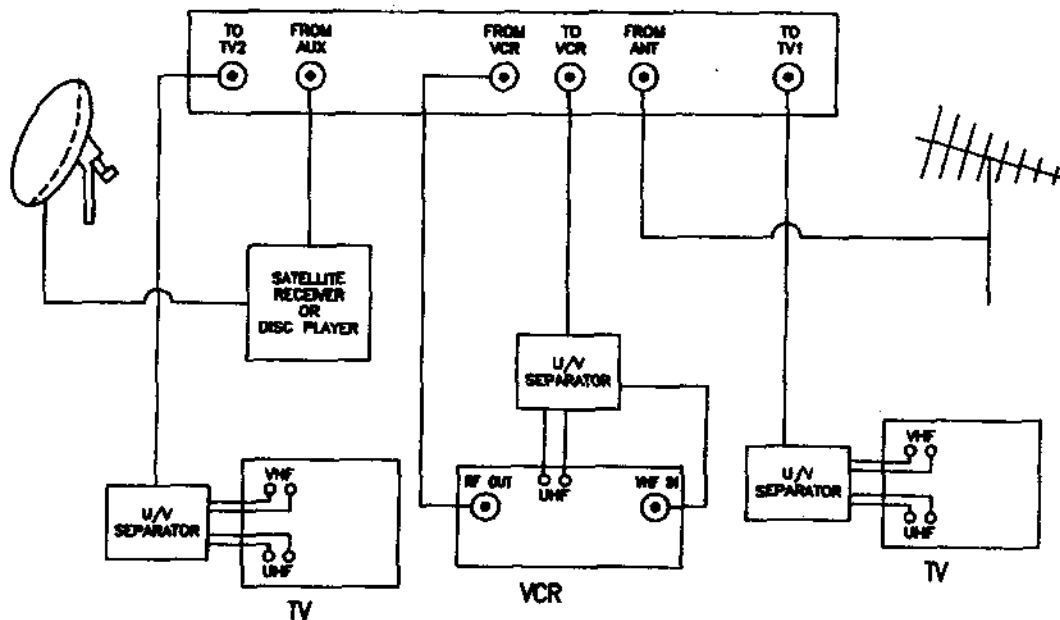 TO
TV2
FROM
AUX
FROM
VCR
TO
VCR
FROM
ANT
TO
TV1
SATELLITE
RECEIVER
OR
DISC PLAYER
U/V
SEPARATOR
VHF
UHF
U/V
SEPARATOR
VHF
UHF
TV
RF OUT
UHF
VHF IN
VCR
U/V
SEPARATOR
TV